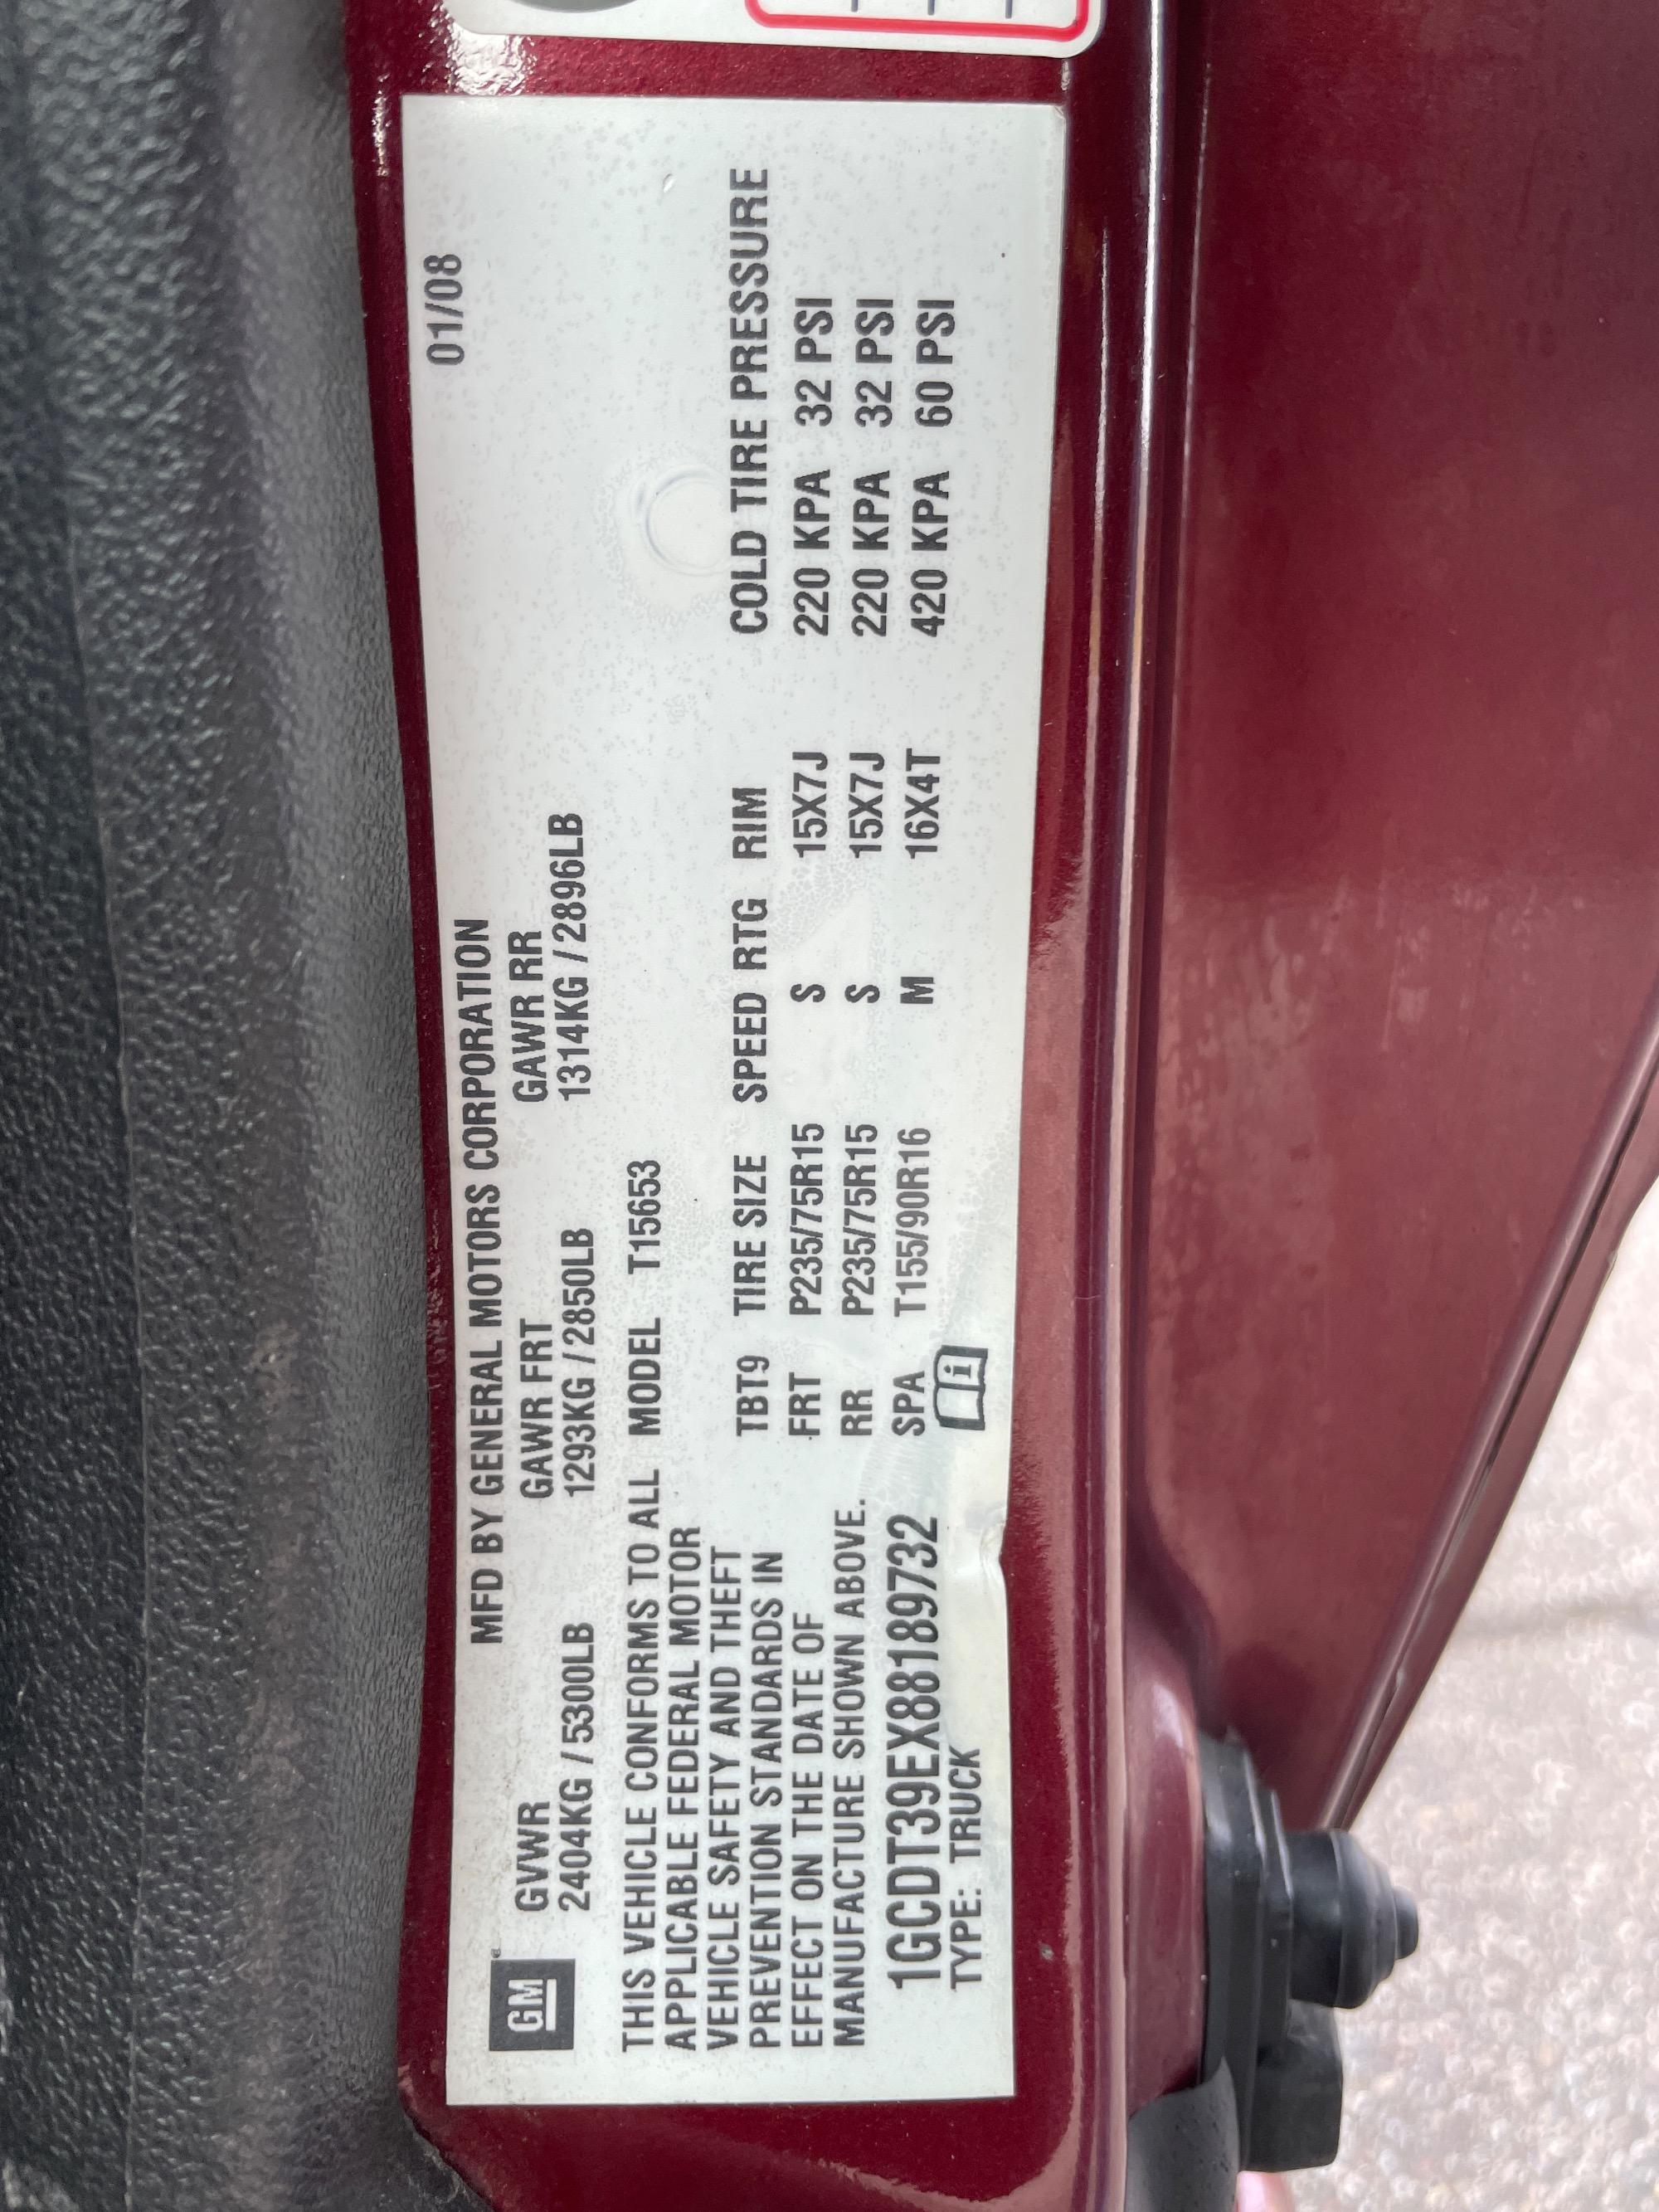 01/08
MFD BY GENERAL MOTORS CORPORATION
GM
GVWR GAWR FRT GAWR RR
2404KG / 5300LB 1293KG / 2850LB 1314KG / 2896LB
THIS VEHICLE CONFORMS TO ALL MODEL T15653
APPLICABLE FEDERAL MOTOR
VEHICLE SAFETY AND THEFT
PREVENTION STANDARDS IN
EFFECT ON THE DATE OF
MANUFACTURE SHOWN ABOVE.
1GCDT39EX88189732
TYPE: TRUCK
TBT9 TIRE SIZE SPEED RTG RIM COLD TIRE PRESSURE
FRT P235/75R15 S 15X7J 220 KPA 32 PSI
RR P235/75R15 S 15X7J 220 KPA 32 PSI
SPA T155/90R16 M 16X4T 420 KPA 60 PSI
i